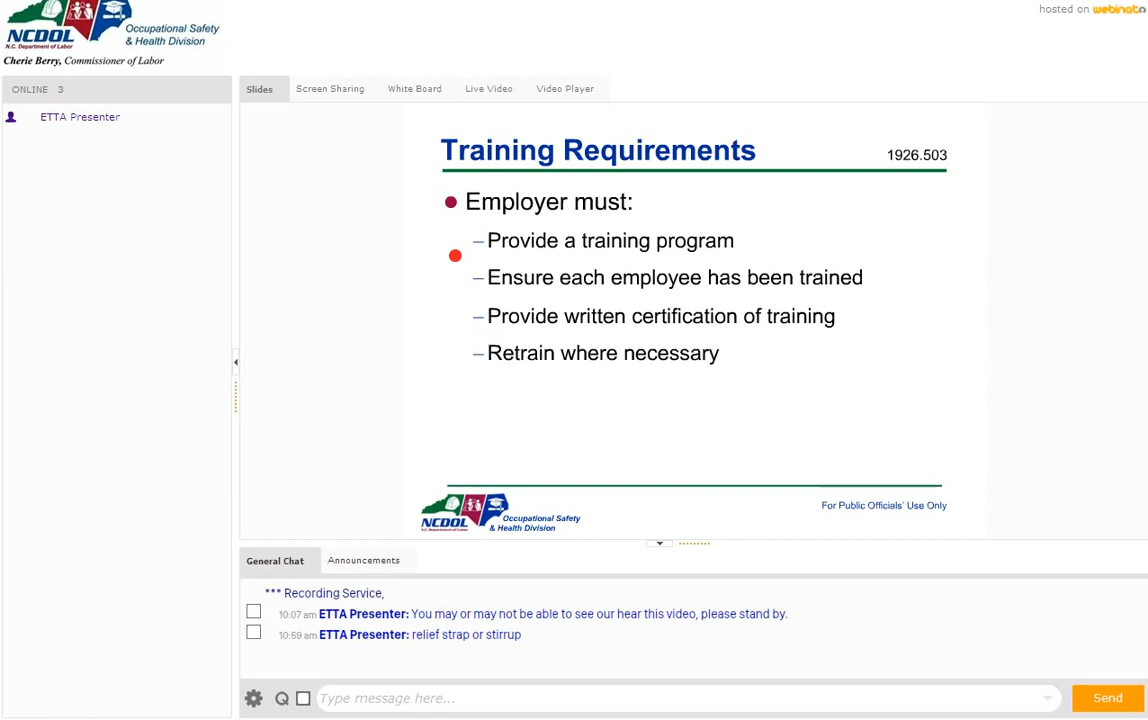 hosted on webinato
NCDOL
N.C. Department of Labor
Occupational Safety
& Health Division
Cherie Berry, Commissioner of Labor
ONLINE 3
ETTA Presenter
Slides Screen Sharing White Board Live Video Video Player
Training Requirements 1926.503
Employer must:
–Provide a training program
–Ensure each employee has been trained
–Provide written certification of training
–Retrain where necessary
NCDOL
N.C. Department of Labor
Occupational Safety
& Health Division
For Public Officials' Use Only
General Chat Announcements
*** Recording Service,
10:07 am ETTA Presenter: You may or may not be able to see our hear this video, please stand by.
10:59 am ETTA Presenter: relief strap or stirrup
Q Type message here... Send